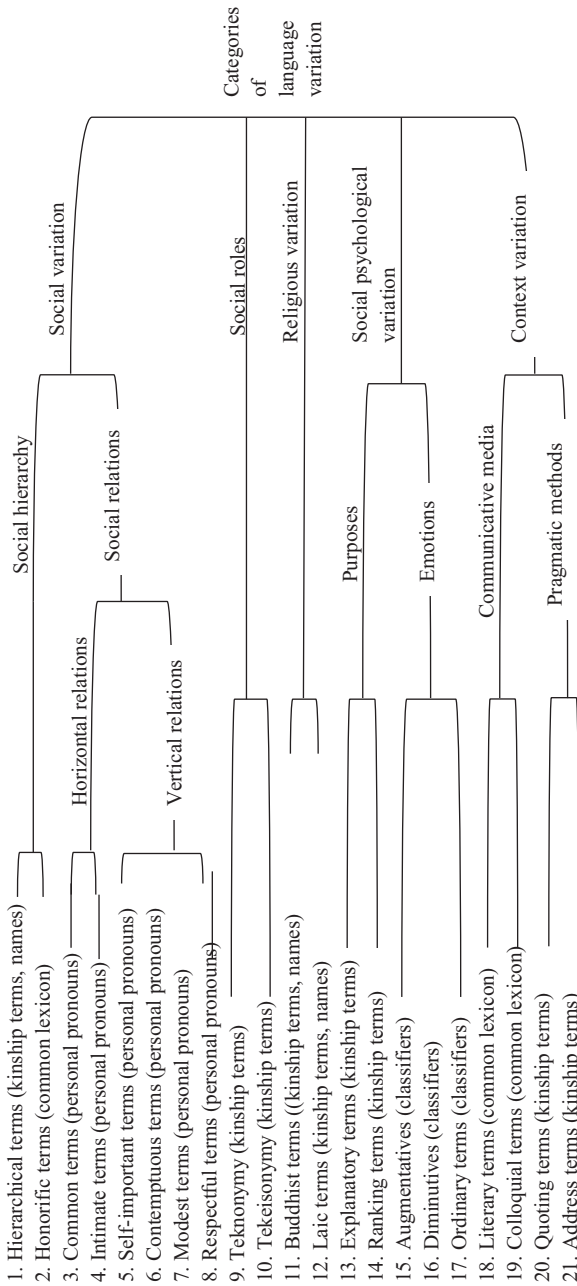 Categories
of
language
variation
Social variation
Social roles
Religious variation
Social psychological
variation
Context variation
Social hierarchy
Social relations
Purposes
Emotions
Communicative media
Pragmatic methods
Horizontal relations
Vertical relations
1. Hierarchical terms (kinship terms, names)
2. Honorific terms (common lexicon)
3. Common terms (personal pronouns)
4. Intimate terms (personal pronouns)
5. Self-important terms (personal pronouns)
6. Contemptuous terms (personal pronouns)
7. Modest terms (personal pronouns)
8. Respectful terms (personal pronouns)
9. Teknonymy (kinship terms)
10. Tekeisonymy (kinship terms)
11. Buddhist terms ((kinship terms, names)
12. Laic terms (kinship terms, names)
13. Explanatory terms (kinship terms)
14. Ranking terms (kinship terms)
15. Augmentatives (classifiers)
16. Diminutives (classifiers)
17. Ordinary terms (classifiers)
18. Literary terms (common lexicon)
19. Colloquial terms (common lexicon)
20. Quoting terms (kinship terms)
21. Address terms (kinship terms)